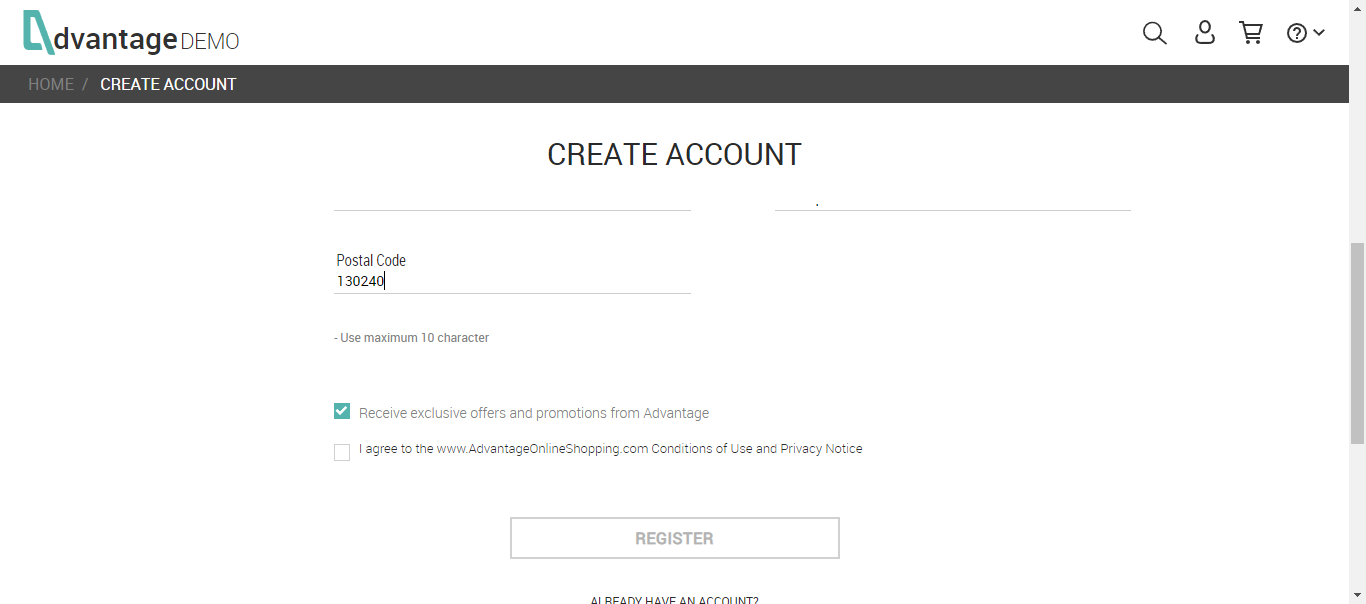 dvantage DEMO
HOME / CREATE ACCOUNT
CREATE ACCOUNT
Postal Code
130240
- Use maximum 10 character
Receive exclusive offers and promotions from Advantage
I agree to the www.AdvantageOnlineShopping.com Conditions of Use and Privacy Notice
REGISTER
ALREADY HAVE AN ACCOUNT?